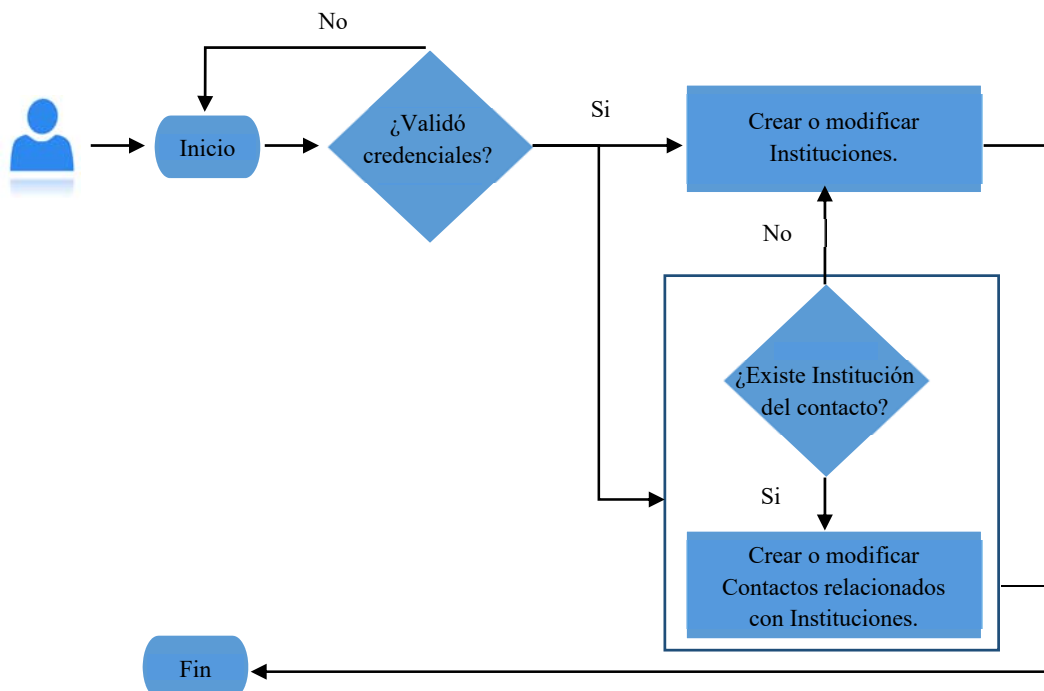 No
Inicio
¿Validó
credenciales?
Si
Crear o modificar
Instituciones.
No
¿Existe Institución
del contacto?
Si
Crear o modificar
Contactos relacionados
con Instituciones.
Fin